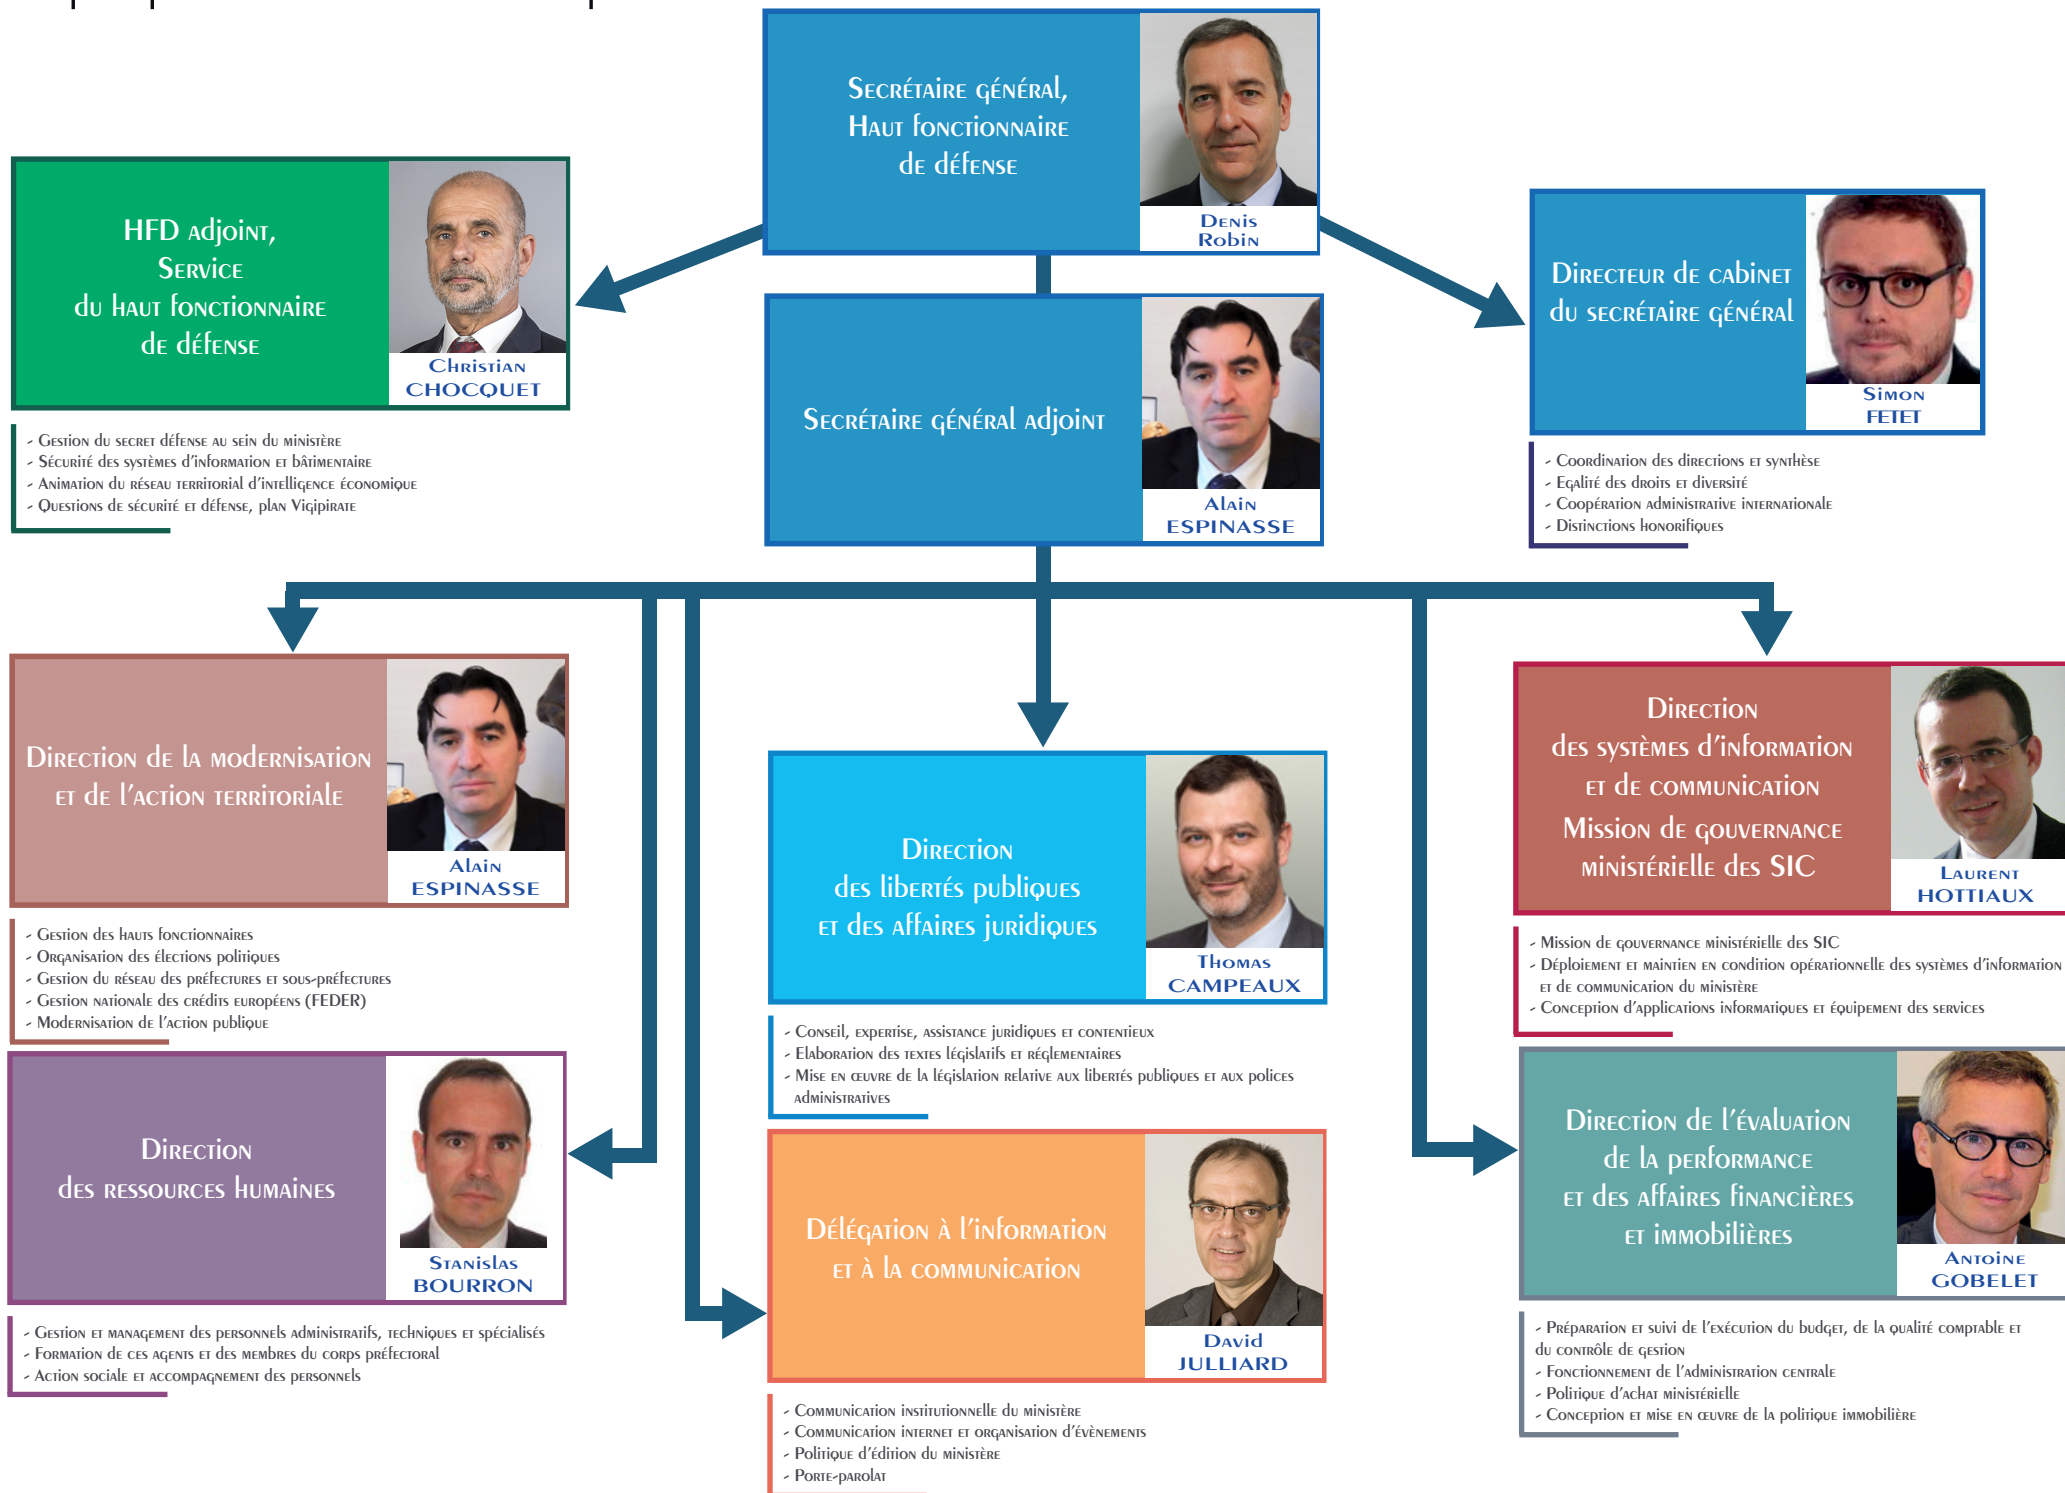 Secrétaire général,
Haut fonctionnaire
de défense
Denis
Robin
HFD adjoint,
Service
du haut fonctionnaire
de défense
Christian
CHOCQUET
- Gestion du secret défense au sein du ministère
- Sécurité des systèmes d'information et bâtimentaire
- Animation du réseau territorial d'intelligence économique
- Questions de sécurité et défense, plan Vigipirate
Secrétaire général adjoint
Alain
ESPINASSE
Directeur de cabinet
du secrétaire général
Simon
FETET
- Coordination des directions et synthèse
- Egalité des droits et diversité
- Coopération administrative internationale
- Distinctions honorifiques
Direction de la modernisation
et de l'action territoriale
Alain
ESPINASSE
- Gestion des hauts fonctionnaires
- Organisation des élections politiques
- Gestion du réseau des préfectures et sous-préfectures
- Gestion nationale des crédits européens (FEDER)
- Modernisation de l'action publique
Direction
des ressources humaines
Stanislas
BOURRON
- Gestion et management des personnels administratifs, techniques et spécialisés
- Formation de ces agents et des membres du corps préfectoral
- Action sociale et accompagnement des personnels
Direction
des libertés publiques
et des affaires juridiques
Thomas
CAMPEAUX
- Conseil, expertise, assistance juridiques et contentieux
- Elaboration des textes législatifs et réglementaires
- Mise en œuvre de la législation relative aux libertés publiques et aux polices
administratives
Délégation à l'information
et à la communication
David
JULLIARD
- Communication institutionnelle du ministère
- Communication internet et organisation d'évènements
- Politique d'édition du ministère
- Porte-parolat
Direction
des systèmes d'information
et de communication
Mission de gouvernance
ministérielle des SIC
Laurent
HOTTIAUX
- Mission de gouvernance ministérielle des SIC
- Déploiement et maintien en condition opérationnelle des systèmes d'information
et de communication du ministère
- Conception d'applications informatiques et équipement des services
Direction de l'évaluation
de la performance
et des affaires financières
et immobilières
Antoine
GOBELET
- Préparation et suivi de l'exécution du budget, de la qualité comptable et
du contrôle de gestion
- Fonctionnement de l'administration centrale
- Politique d'achat ministérielle
- Conception et mise en œuvre de la politique immobilière